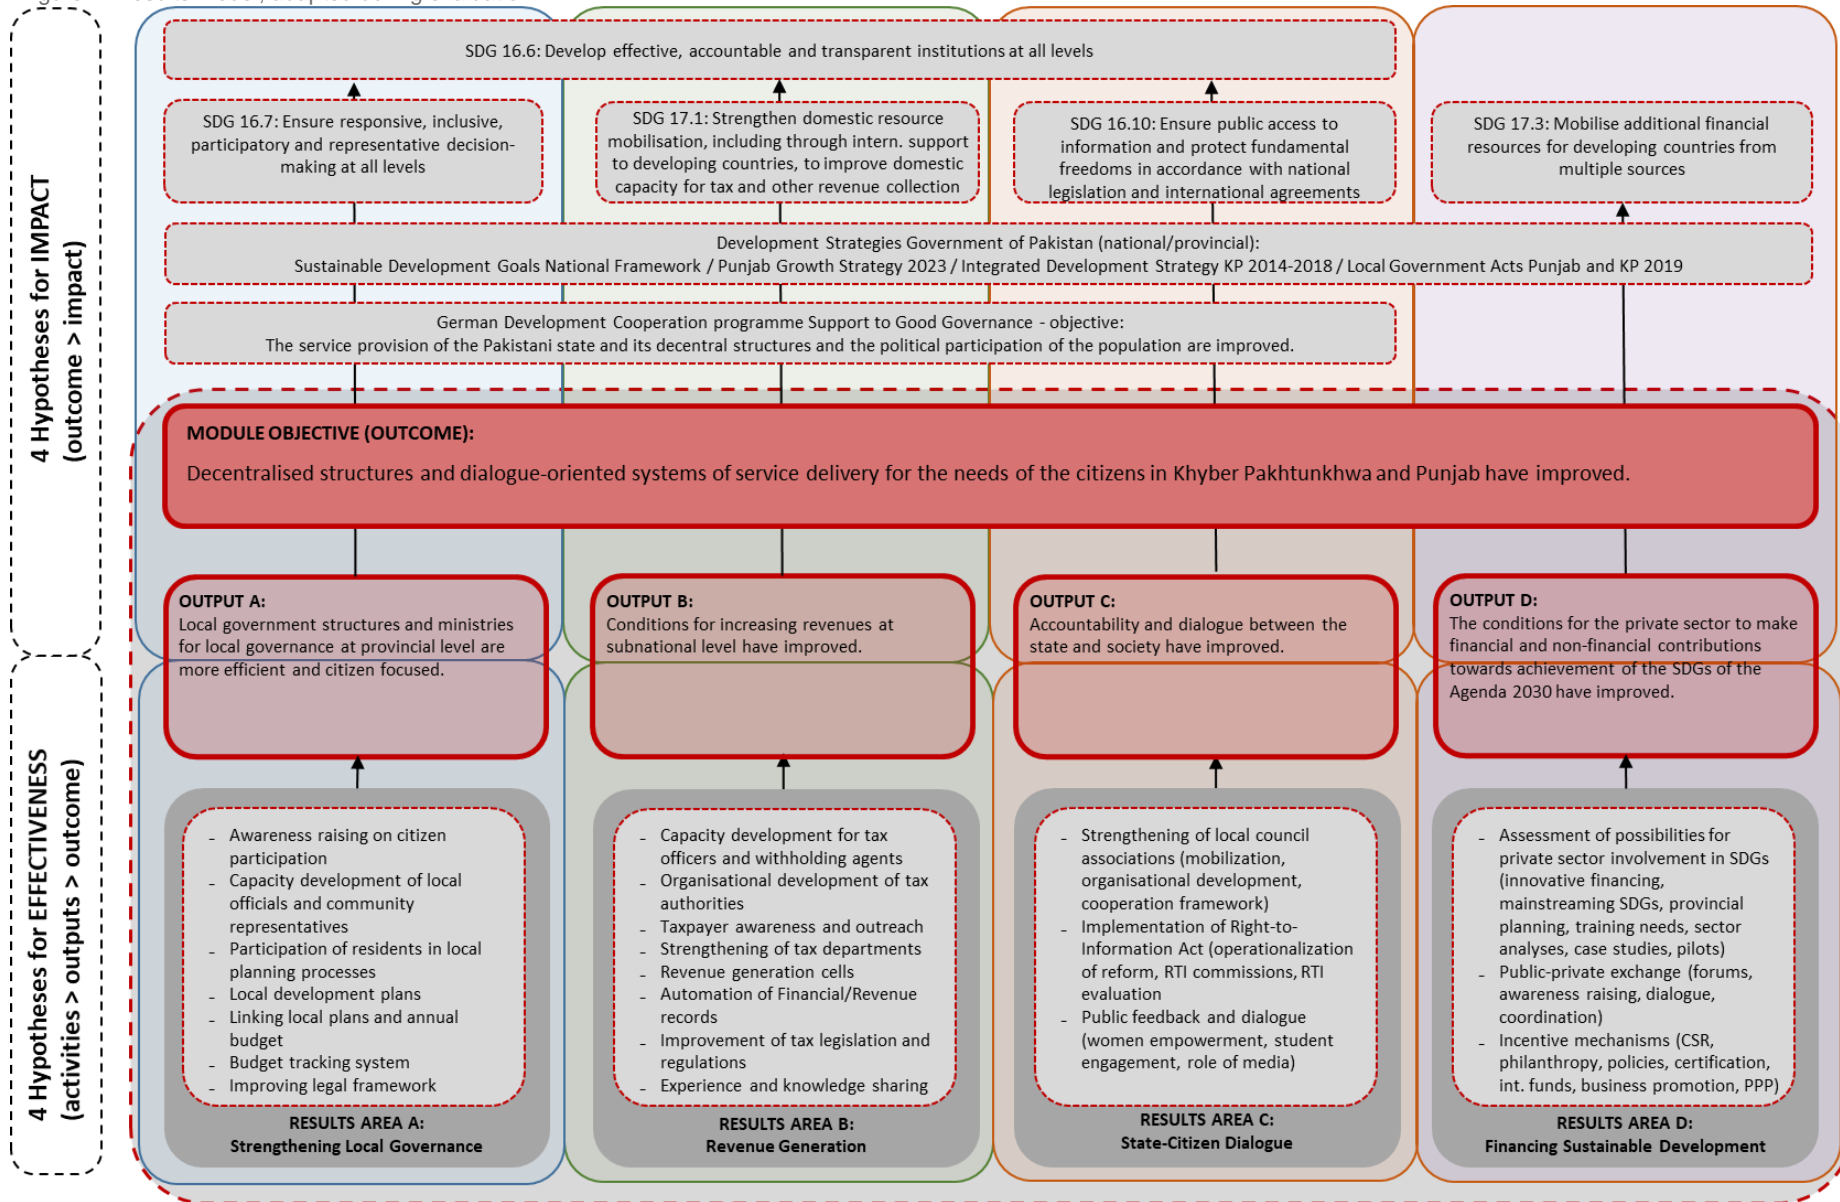 SDG 16.6: Develop effective, accountable and transparent institutions at all levels
SDG 16.7: Ensure responsive, inclusive,
participatory and representative decision-
making at all levels
SDG 17.1: Strengthen domestic resource
mobilisation, including through intern. support
to developing countries, to improve domestic
capacity for tax and other revenue collection
SDG 16.10: Ensure public access to
information and protect fundamental
freedoms in accordance with national
legislation and international agreements
SDG 17.3: Mobilise additional financial
resources for developing countries from
multiple sources
Development Strategies Government of Pakistan (national/provincial):
Sustainable Development Goals National Framework / Punjab Growth Strategy 2023 / Integrated Development Strategy KP 2014-2018 / Local Government Acts Punjab and KP 2019
German Development Cooperation programme Support to Good Governance - objective:
The service provision of the Pakistani state and its decentral structures and the political participation of the population are improved.
4 Hypotheses for IMPACT
(outcome > impact)
MODULE OBJECTIVE (OUTCOME):
Decentralised structures and dialogue-oriented systems of service delivery for the needs of the citizens in Khyber Pakhtunkhwa and Punjab have improved.
OUTPUT A:
Local government structures and ministries
for local governance at provincial level are
more efficient and citizen focused.
OUTPUT B:
Conditions for increasing revenues at
subnational level have improved.
OUTPUT C:
Accountability and dialogue between the
state and society have improved.
OUTPUT D:
The conditions for the private sector to make
financial and non-financial contributions
towards achievement of the SDGs of the
Agenda 2030 have improved.
4 Hypotheses for EFFECTIVENESS
(activities > outputs > outcome)
- Awareness raising on citizen
participation
- Capacity development of local
officials and community
representatives
- Participation of residents in local
planning processes
- Local development plans
- Linking local plans and annual
budget
- Budget tracking system
- Improving legal framework
RESULTS AREA A:
Strengthening Local Governance
- Capacity development for tax
officers and withholding agents
- Organisational development of tax
authorities
- Taxpayer awareness and outreach
- Strengthening of tax departments
- Revenue generation cells
- Automation of Financial/Revenue
records
- Improvement of tax legislation and
regulations
- Experience and knowledge sharing
RESULTS AREA B:
Revenue Generation
- Strengthening of local council
associations (mobilization,
organisational development,
cooperation framework)
- Implementation of Right-to-
Information Act (operationalization
of reform, RTI commissions, RTI
evaluation
- Public feedback and dialogue
(women empowerment, student
engagement, role of media)
RESULTS AREA C:
State-Citizen Dialogue
- Assessment of possibilities for
private sector involvement in SDGs
(innovative financing,
mainstreaming SDGs, provincial
planning, training needs, sector
analyses, case studies, pilots)
- Public-private exchange (forums,
awareness raising, dialogue,
coordination)
- Incentive mechanisms (CSR,
philanthropy, policies, certification,
int. funds, business promotion, PPP)
RESULTS AREA D:
Financing Sustainable Development